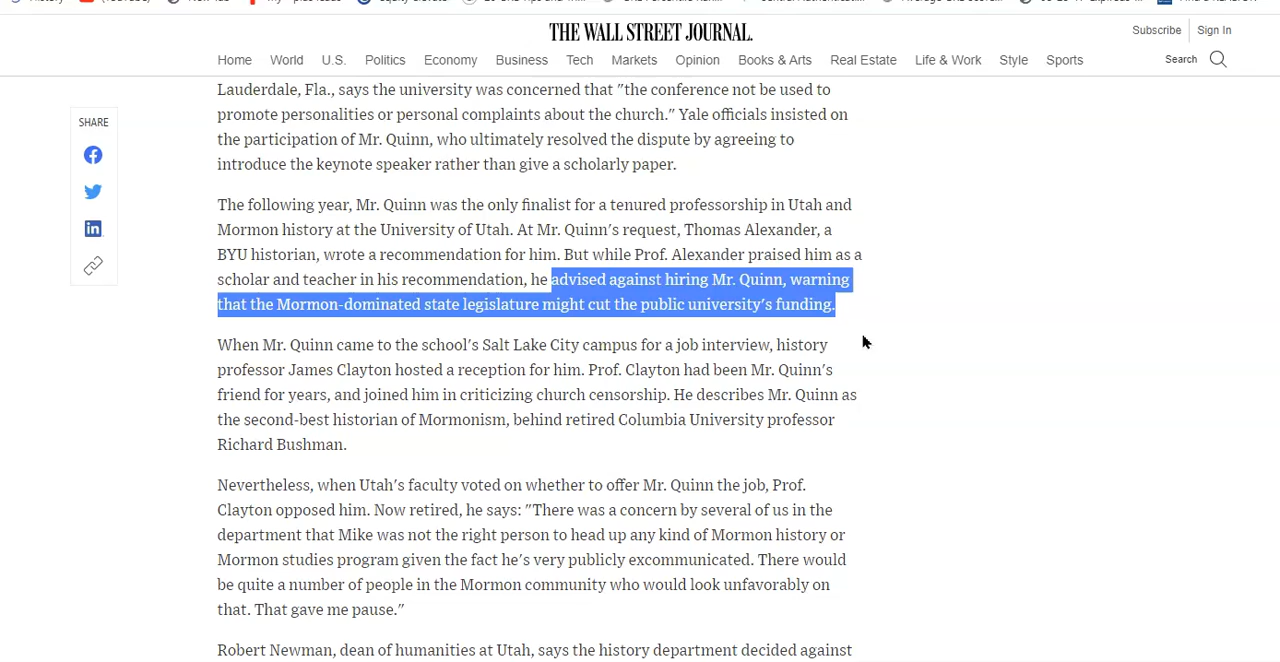 THE WALL STREET JOURNAL.
Subscribe
Sign In
Home World U.S. Politics Economy Business Tech Markets Opinion Books & Arts Real Estate Life & Work Style Sports
Search
SHARE
Lauderdale, Fla., says the university was concerned that "the conference not be used to
promote personalities or personal complaints about the church." Yale officials insisted on
the participation of Mr. Quinn, who ultimately resolved the dispute by agreeing to
introduce the keynote speaker rather than give a scholarly paper.
The following year, Mr. Quinn was the only finalist for a tenured professorship in Utah and
Mormon history at the University of Utah. At Mr. Quinn's request, Thomas Alexander, a
BYU historian, wrote a recommendation for him. But while Prof. Alexander praised him as a
scholar and teacher in his recommendation, he advised against hiring Mr. Quinn, warning
that the Mormon-dominated state legislature might cut the public university's funding.
When Mr. Quinn came to the school's Salt Lake City campus for a job interview, history
professor James Clayton hosted a reception for him. Prof. Clayton had been Mr. Quinn's
friend for years, and joined him in criticizing church censorship. He describes Mr. Quinn as
the second-best historian of Mormonism, behind retired Columbia University professor
Richard Bushman.
Nevertheless, when Utah's faculty voted on whether to offer Mr. Quinn the job, Prof.
Clayton opposed him. Now retired, he says: "There was a concern by several of us in the
department that Mike was not the right person to head up any kind of Mormon history or
Mormon studies program given the fact he's very publicly excommunicated. There would
be quite a number of people in the Mormon community who would look unfavorably on
that. That gave me pause."
Robert Newman, dean of humanities at Utah, says the history department decided against